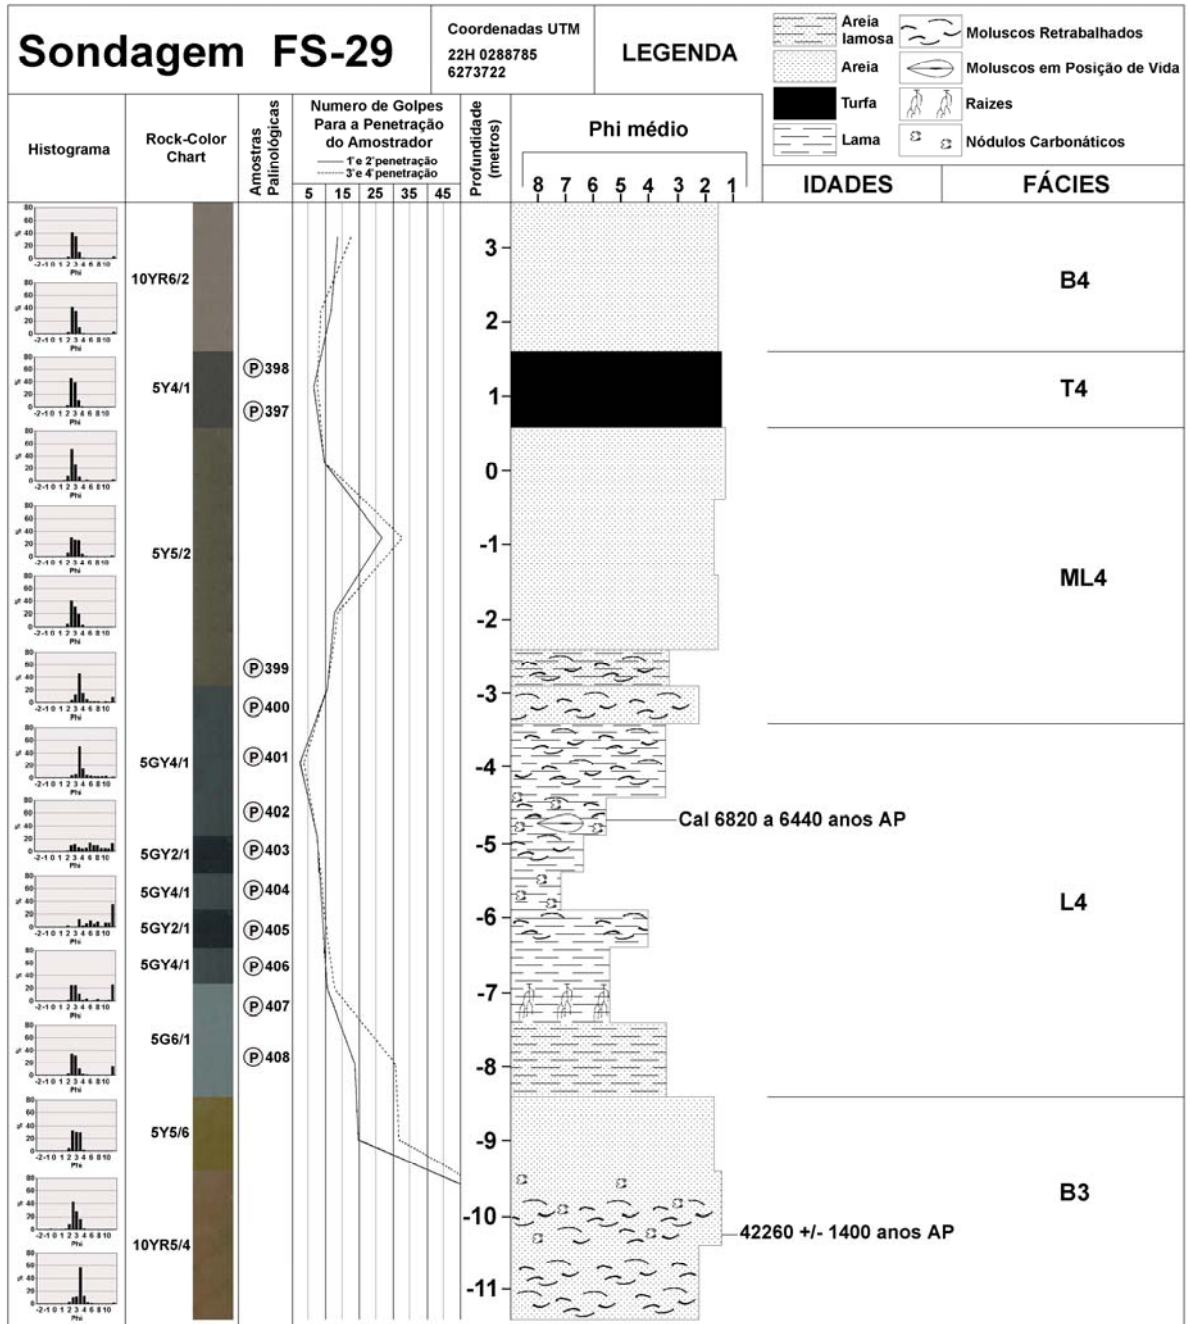 Sondagem FS-29
Coordenadas UTM
22H 0288785
6273722
LEGENDA
Areia lamosa
Moluscos Retrabalhados
Areia
Moluscos em Posição de Vida
Turfa
Raizes
Lama
Nódulos Carbonáticos
Histograma
Rock-Color
Chart
Amostras
Palinológicas
Numero de Golpes
Para a Penetração
do Amostrador
1ª e 2ª penetração
3ª e 4ª penetração
5 15 25 35 45
Profundidade
(metros)
Phi médio
8 7 6 5 4 3 2 1
IDADES
FÁCIES
10YR6/2
5Y4/1
5Y5/2
5GY4/1
5GY2/1
5GY4/1
5GY2/1
5GY4/1
5G6/1
5Y5/6
10YR5/4
P 398
P 397
P 399
P 400
P 401
P 402
P 403
P 404
P 405
P 406
P 407
P 408
3
2
1
0
-1
-2
-3
-4
-5
-6
-7
-8
-9
-10
-11
Cal 6820 a 6440 anos AP
42260 +/- 1400 anos AP
B4
T4
ML4
L4
B3